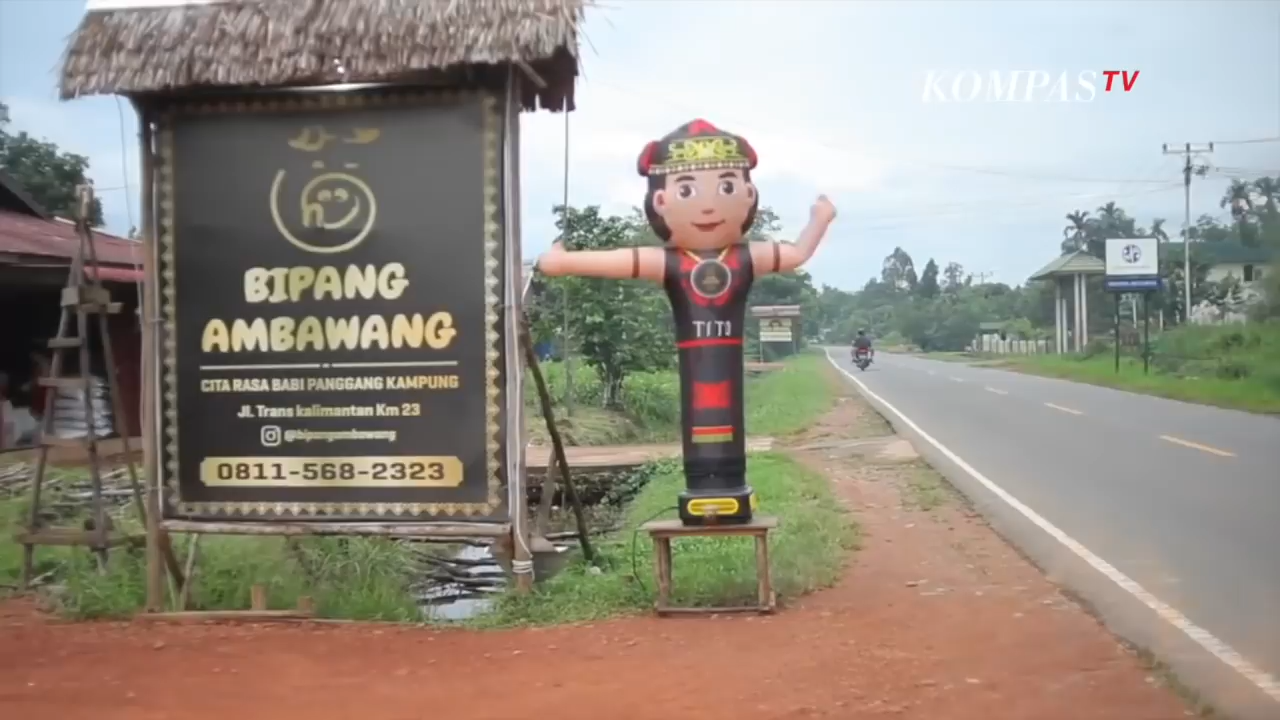 KOMPAS TV
BIPANG
AMBAWANG
CITA RASA BABI PANGGANG KAMPUNG
Jl. Trans kalimantan Km 23
@bipangambawang
0811-568-2323
TITO